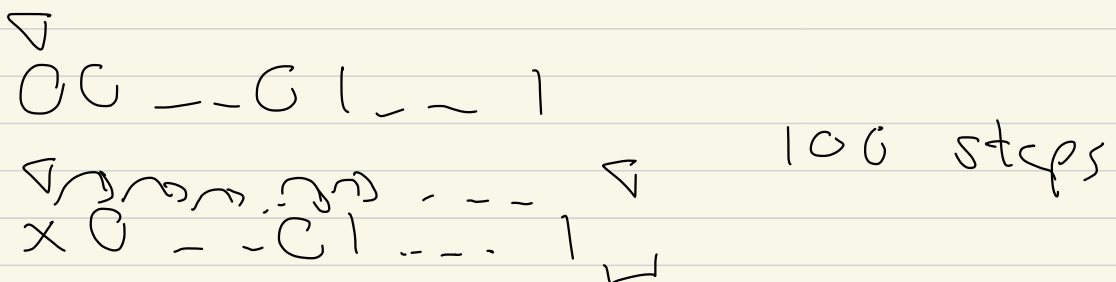 00 _ _ 0 1 _ _ _ 1
100 steps
x 0 _ _ _ 0 1 ... _ _ . 1